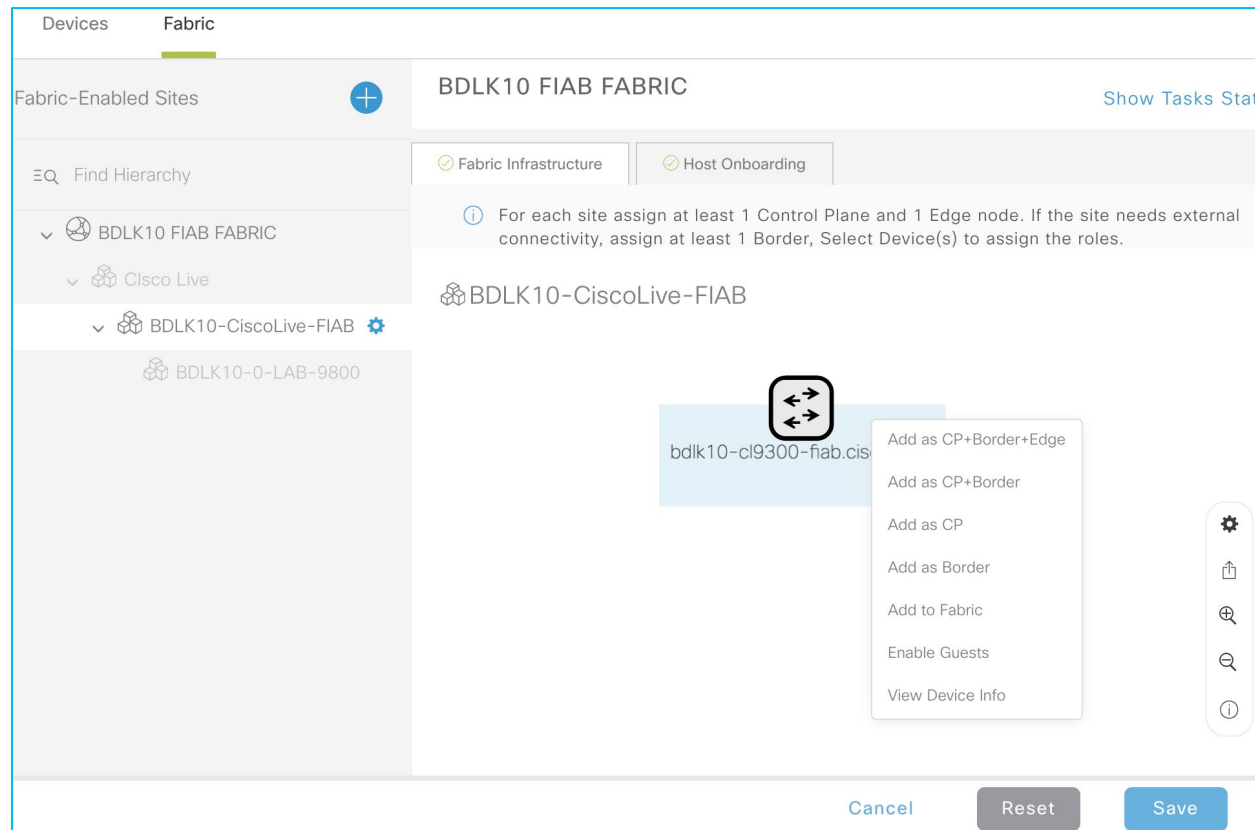 Devices Fabric
Fabric-Enabled Sites
Find Hierarchy
BDLK10 FIAB FABRIC
CIsco Live
BDLK10-CiscoLive-FIAB
BDLK10-0-LAB-9800
BDLK10 FIAB FABRIC
Show Tasks Stat
Fabric Infrastructure
Host Onboarding
For each site assign at least 1 Control Plane and 1 Edge node. If the site needs external
connectivity, assign at least 1 Border, Select Device(s) to assign the roles.
BDLK10-CiscoLive-FIAB
bdlk10-cl9300-fiab.cis
Add as CP+Border+Edge
Add as CP+Border
Add as CP
Add as Border
Add to Fabric
Enable Guests
View Device Info
Cancel Reset Save